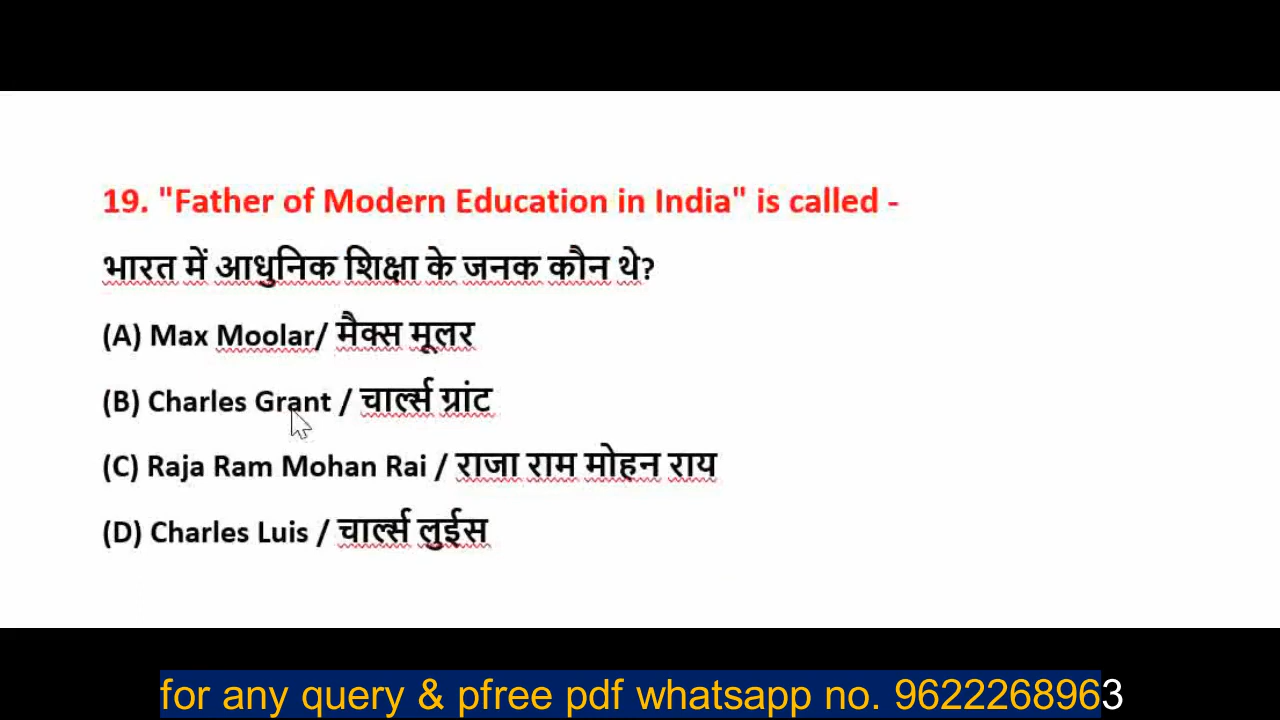 19. "Father of Modern Education in India" is called -
भारत में आधुनिक शिक्षा के जनक कौन थे?
(A) Max Moolar/ मैक्स मूलर
(B) Charles Grant / चार्ल्स ग्रांट
(C) Raja Ram Mohan Rai / राजा राम मोहन राय
(D) Charles Luis / चार्ल्स लुईस
for any query & pfree pdf whatsapp no. 9622268963